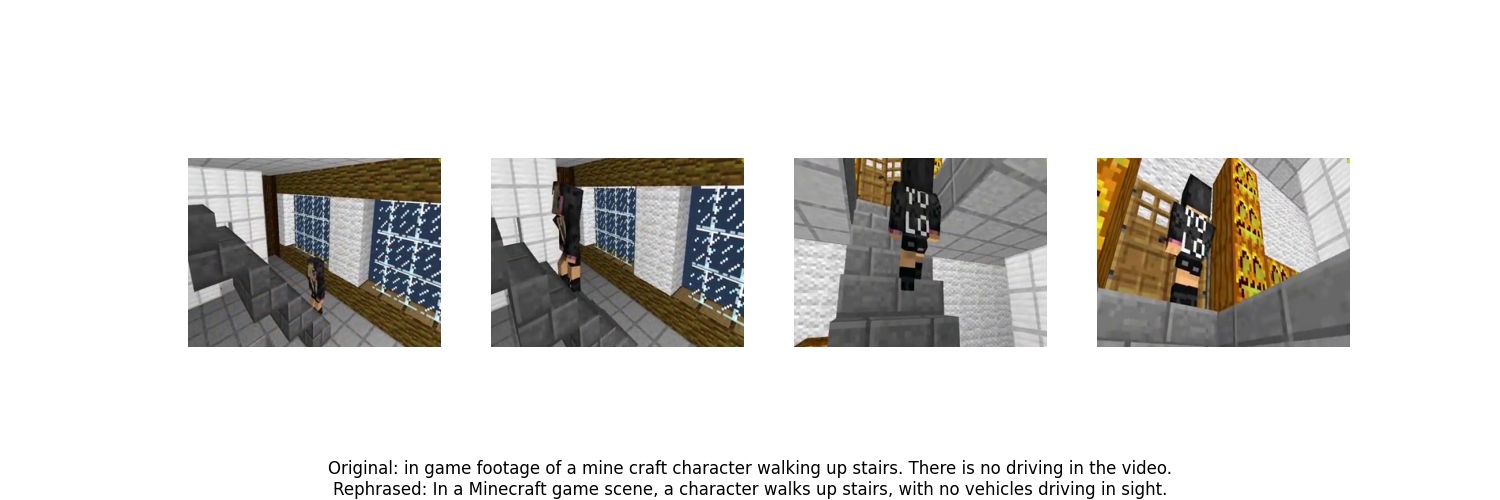 YO
LO
YO
LO
Original: in game footage of a mine craft character walking up stairs. There is no driving in the video.
Rephrased: In a Minecraft game scene, a character walks up stairs, with no vehicles driving in sight.